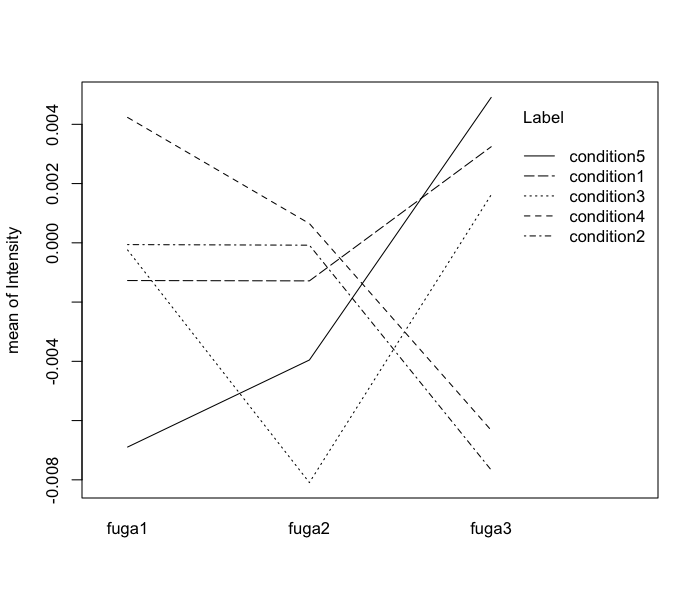 mean of Intensity
0.004
0.002
0.000
-0.004
-0.008
fuga1
fuga2
fuga3
Label
condition5
condition1
condition3
condition4
condition2